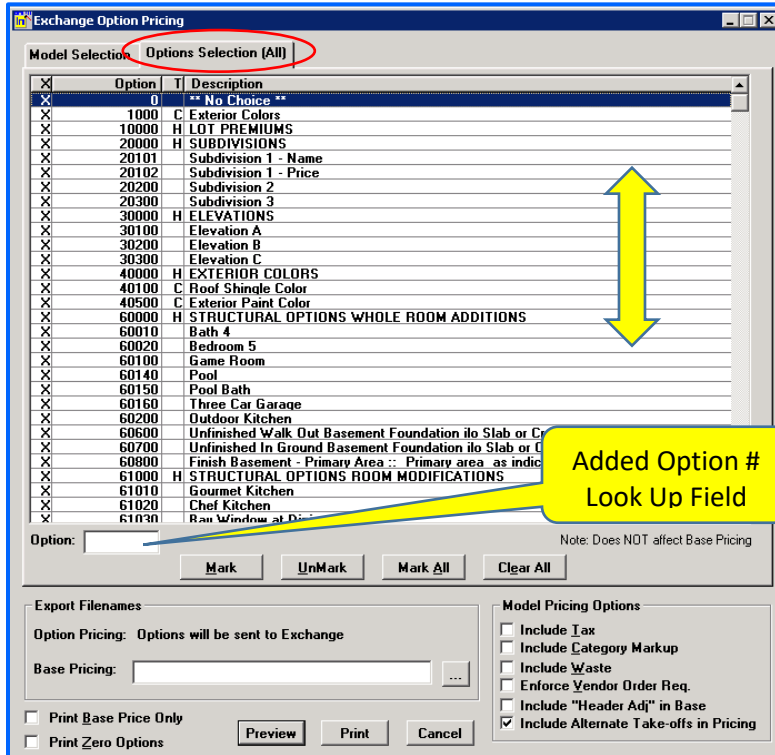 Exchange Option Pricing
Model Selection Options Selection (All)
X Option T Description
X 0 ** No Choice **
X 1000 C Exterior Colors
X 10000 H LOT PREMIUMS
X 20000 H SUBDIVISIONS
X 20101 Subdivision 1 - Name
X 20102 Subdivision 1 - Price
X 20200 Subdivision 2
X 20300 Subdivision 3
X 30000 H ELEVATIONS
X 30100 Elevation A
X 30200 Elevation B
X 30300 Elevation C
X 40000 H EXTERIOR COLORS
X 40100 C Roof Shingle Color
X 40500 C Exterior Paint Color
X 60000 H STRUCTURAL OPTIONS WHOLE ROOM ADDITIONS
X 60010 Bath 4
X 60020 Bedroom 5
X 60100 Game Room
X 60140 Pool
X 60150 Pool Bath
X 60160 Three Car Garage
X 60200 Outdoor Kitchen
X 60600 Unfinished Walk Out Basement Foundation ilo Slab or
X 60700 Unfinished In Ground Basement Foundation ilo Slab or
X 60800 Finish Basement - Primary Area :: Primary area as
X 61000 H STRUCTURAL OPTIONS ROOM MODIFICATIONS
X 61010 Gourmet Kitchen
X 61020 Chef Kitchen
X 61030 Bay Window at
Added Option #
Look Up Field
Option:
Note: Does NOT affect Base Pricing
Mark UnMark Mark All Clear All
Export Filenames
Option Pricing: Options will be sent to Exchange
Base Pricing: ...
Model Pricing Options
Include Tax
Include Category Markup
Include Waste
Enforce Vendor Order Req.
Include "Header Adj" in Base
Include Alternate Take-offs in Pricing
Print Base Price Only
Print Zero Options
Preview Print Cancel